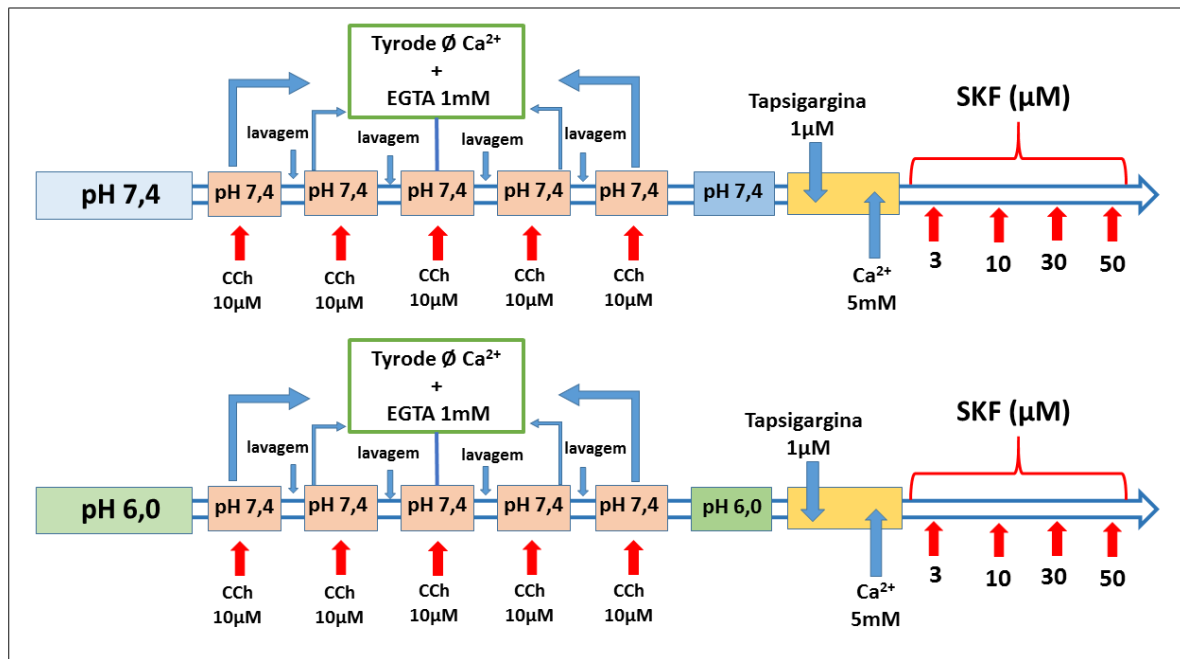 Tyrode Ø Ca²⁺
+
EGTA 1mM
lavagem
lavagem
lavagem
lavagem
Tapsigargina
1µM
SKF (µM)
pH 7,4
pH 7,4
pH 7,4
pH 7,4
pH 7,4
pH 7,4
pH 7,4
CCh
10µM
CCh
10µM
CCh
10µM
CCh
10µM
CCh
10µM
Ca²⁺
5mM
3
10
30
50
Tyrode Ø Ca²⁺
+
EGTA 1mM
lavagem
lavagem
lavagem
lavagem
Tapsigargina
1µM
SKF (µM)
pH 6,0
pH 7,4
pH 7,4
pH 7,4
pH 7,4
pH 7,4
pH 6,0
CCh
10µM
CCh
10µM
CCh
10µM
CCh
10µM
CCh
10µM
Ca²⁺
5mM
3
10
30
50